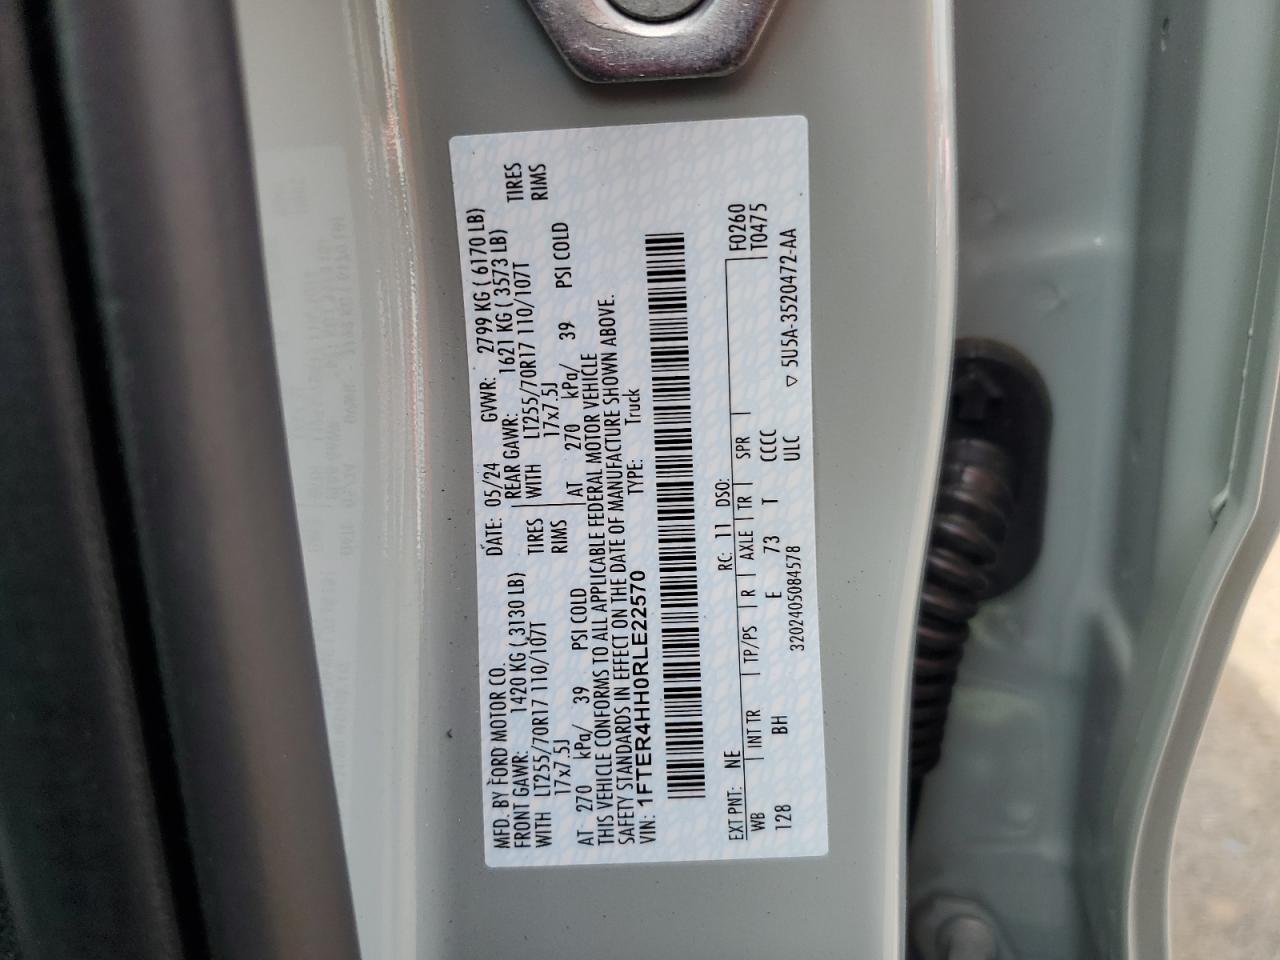 MFD. BY FORD MOTOR CO. DATE: 05/24 GVWR: 2799 KG ( 6170 LB)
FRONT GAWR: 1420 KG ( 3130 LB) REAR GAWR: 1621 KG ( 3573 LB)
WITH LT255/70R17 110/107T TIRES WITH LT255/70R17 110/107T TIRES
17x7.5J RIMS 17x7.5J RIMS
AT 270 kPa/ 39 PSI COLD AT 270 kPa/ 39 PSI COLD
THIS VEHICLE CONFORMS TO ALL APPLICABLE FEDERAL MOTOR VEHICLE
SAFETY STANDARDS IN EFFECT ON THE DATE OF MANUFACTURE SHOWN ABOVE.
VIN: 1FTER4HH0RLE22570 TYPE: Truck
EXT PNT: NE RC: 11 DSO: F0260
WB INT TR TP/PS R AXLE TR SPR T0475
128 BH E 73 T CCCC
3202405084578 ULC ▽ 5U5A-3520472-AA